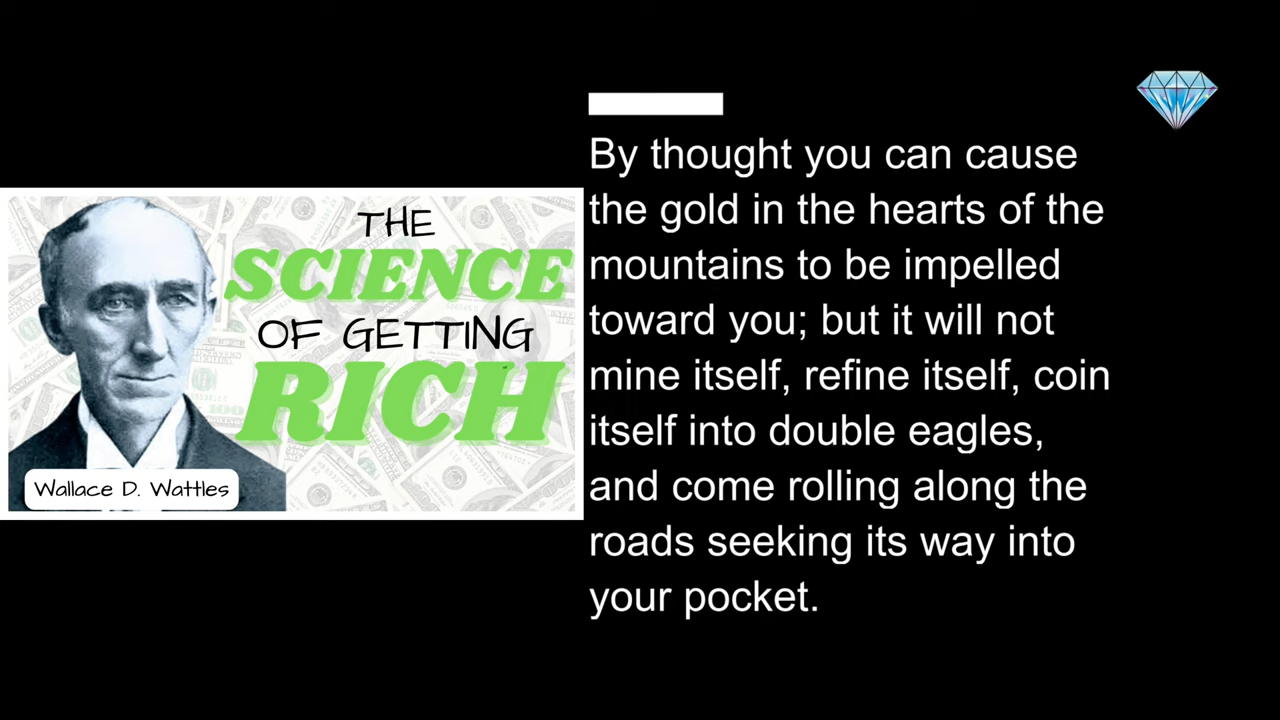 THE
SCIENCE
OF GETTING
RICH
Wallace D. Wattles
By thought you can cause
the gold in the hearts of the
mountains to be impelled
toward you; but it will not
mine itself, refine itself, coin
itself into double eagles,
and come rolling along the
roads seeking its way into
your pocket.